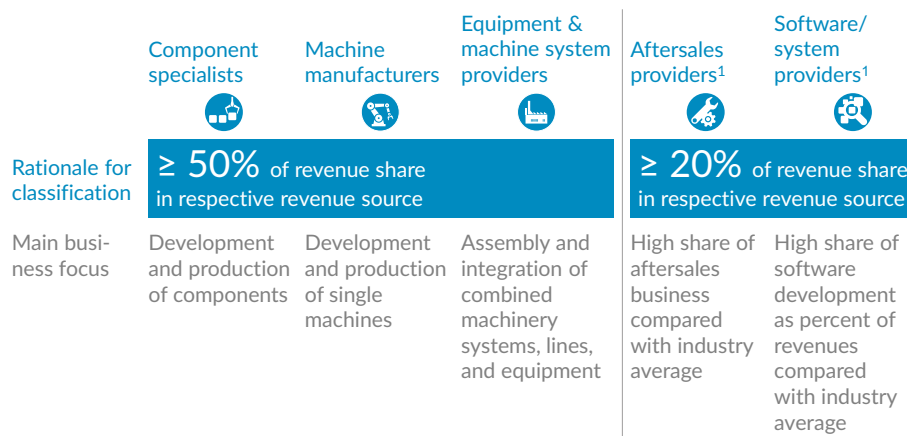 Component
specialists
Machine
manufacturers
Equipment &
machine system
providers
Aftersales
providers¹
Software/
system
providers¹
Rationale for
classification
≥ 50% of revenue share
in respective revenue source
≥ 20% of revenue share
in respective revenue source
Main busi-
ness focus
Development
and production
of components
Development
and production
of single
machines
Assembly and
integration of
combined
machinery
systems, lines,
and equipment
High share of
aftersales
business
compared
with industry
average
High share of
software
development
as percent of
revenues
compared
with industry
average